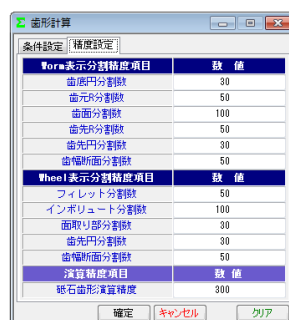 Σ 歯形計算
条件設定 精度設定
Worm表示分割精度項目 数 値
歯底円分割数 30
歯元R分割数 50
歯面分割数 100
歯先R分割数 50
歯先円分割数 30
歯幅断面分割数 50
Wheel表示分割精度項目 数 値
フィレット分割数 50
インボリュート分割数 100
面取り部分割数 30
歯先円分割数 30
歯幅断面分割数 50
演算精度項目 数 値
砥石歯形演算精度 300
確定 キャンセル クリア